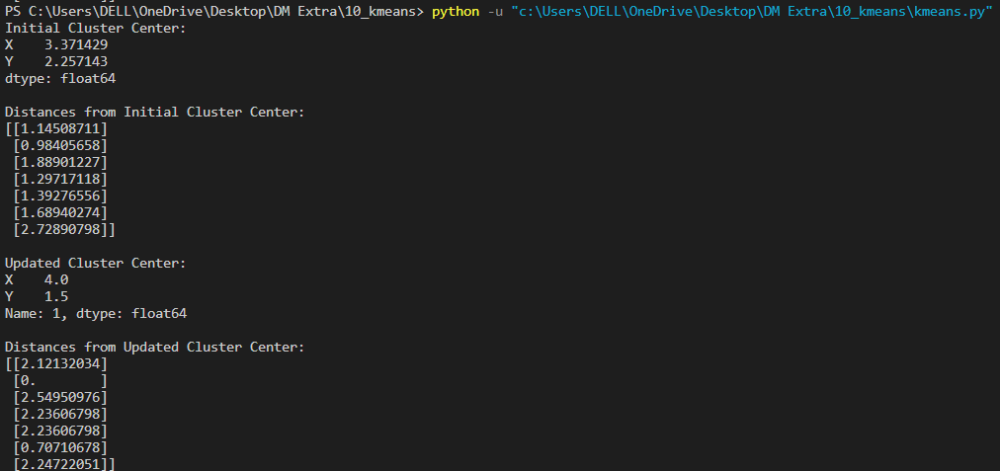 PS C:\Users\DELL\OneDrive\Desktop\DM Extra\10_kmeans> python -u "c:\Users\DELL\OneDrive\Desktop\DM Extra\10_kmeans\kmeans.py"
Initial Cluster Center:
X    3.371429
Y    2.257143
dtype: float64

Distances from Initial Cluster Center:
[[1.14508711]
 [0.98405658]
 [1.88901227]
 [1.29717118]
 [1.39276556]
 [1.68940274]
 [2.72890798]]

Updated Cluster Center:
X    4.0
Y    1.5
Name: 1, dtype: float64

Distances from Updated Cluster Center:
[[2.12132034]
 [0.        ]
 [2.54950976]
 [2.23606798]
 [2.23606798]
 [0.70710678]
 [2.24722051]]